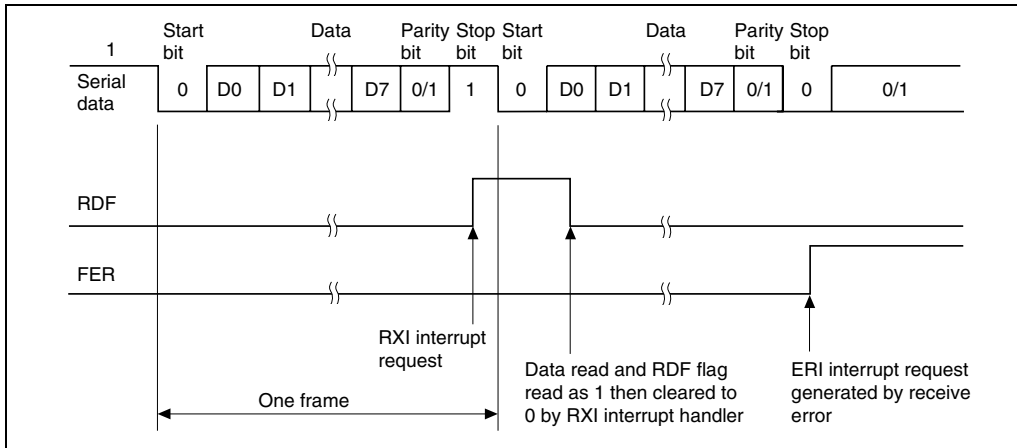 Start bit Data Parity bit Stop bit Start bit Data Parity bit Stop bit
1
Serial data 0 D0 D1 D7 0/1 1 0 D0 D1 D7 0/1 0 0/1
RDF
FER
RXI interrupt
request
Data read and RDF flag
read as 1 then cleared to
0 by RXI interrupt handler
ERI interrupt request
generated by receive
error
One frame